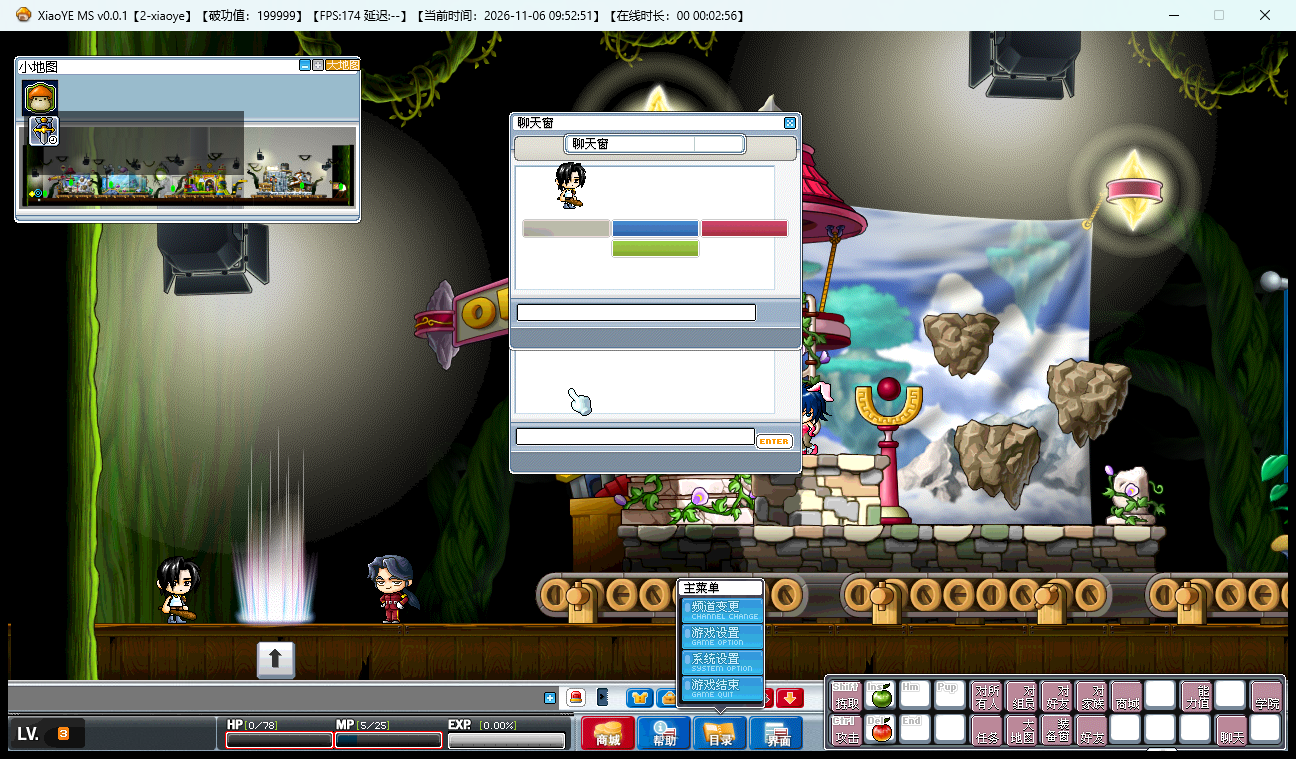 XiaoYE MS v0.0.1【2-xiaoye】【破功值：199999】【FPS:174 延迟:--】【当前时间：2026-11-06 09:52:51】【在线时长：00 00:02:56】
小地图
大地图
聊天窗
聊天窗
ENTER
主菜单
频道变更
CHANNEL CHANGE
游戏设置
GAME OPTION
系统设置
SYSTEM OPTION
游戏结束
GAME QUIT
LV. 3
HP[0/78] MP[5/25] EXP. [0.00%]
商城 帮助 目录 界面
Shift Ins Hm Pup
拣取 对所有人 对组员 对好友 对家族 商城 能力值 学院
Ctrl Del End
攻击 任务 大地图 装备窗 好友 聊天